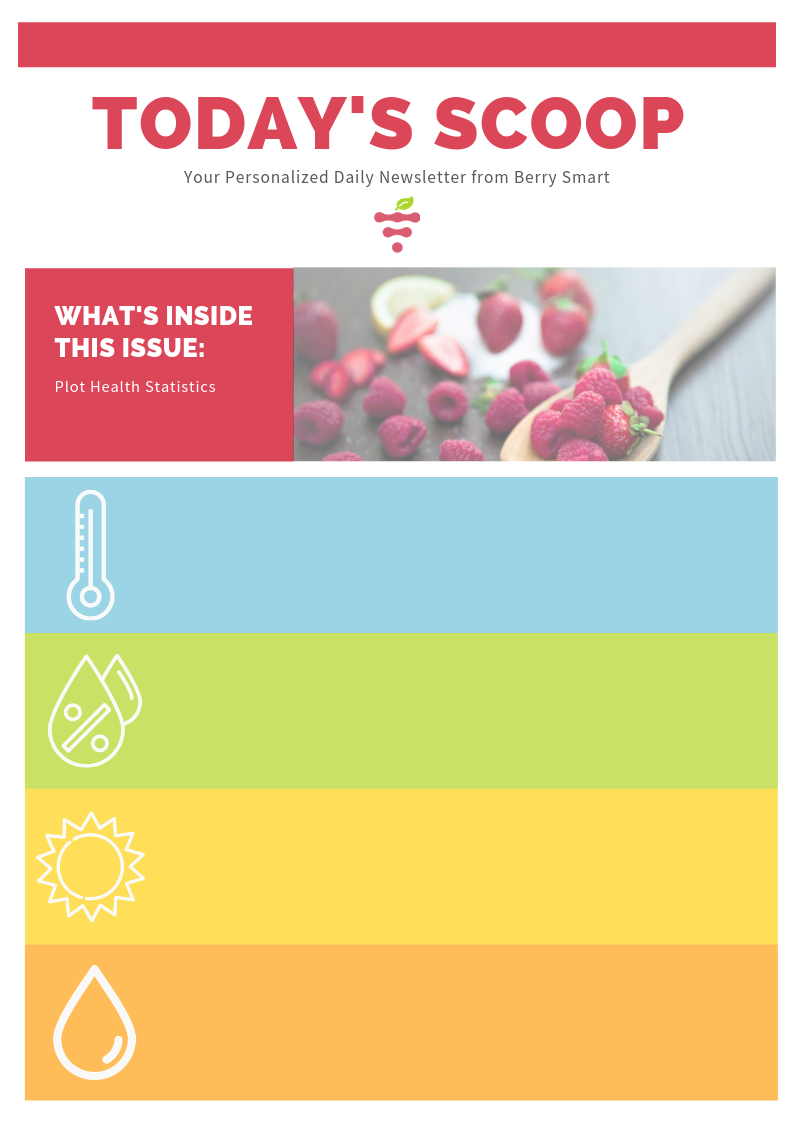 TODAY'S SCOOP
Your Personalized Daily Newsletter from Berry Smart
WHAT'S INSIDE
THIS ISSUE:
Plot Health Statistics